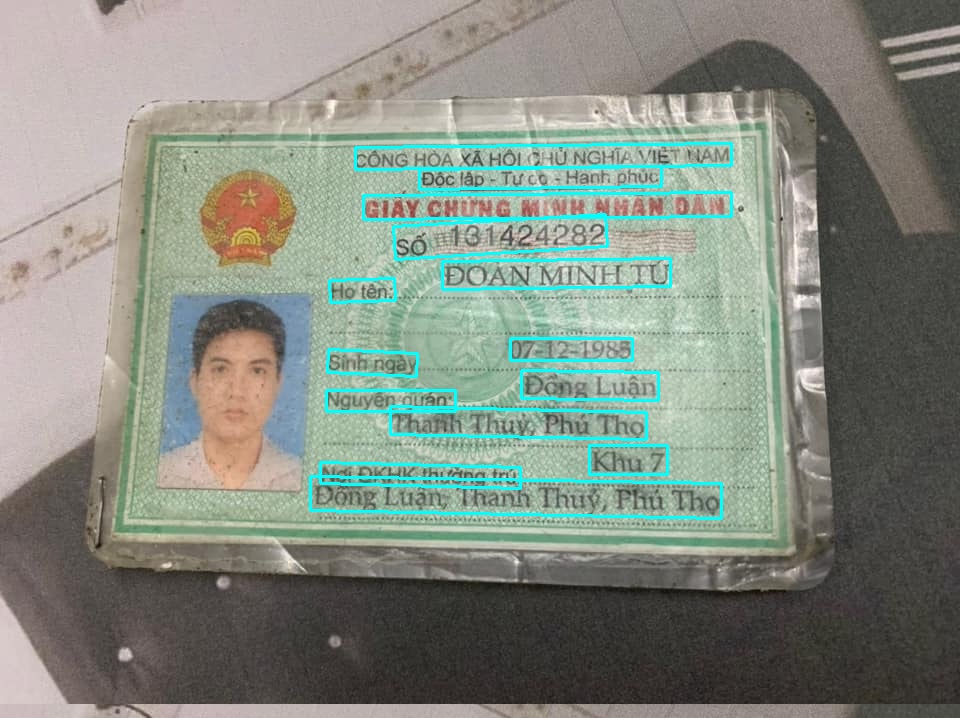 CỘNG HÒA XÃ HỘI CHỦ NGHĨA VIỆT NAM
Độc lập - Tự do - Hạnh phúc
GIẤY CHỨNG MINH NHÂN DÂN
SỐ 131424282
Họ tên: ĐOÀN MINH TÚ
Sinh ngày 07-12-1985
Nguyên quán: Đồng Luận
Thanh Thuỷ, Phú Thọ
Nơi ĐKHK thường trú Khu 7
Đồng Luận, Thanh Thuỷ, Phú Thọ